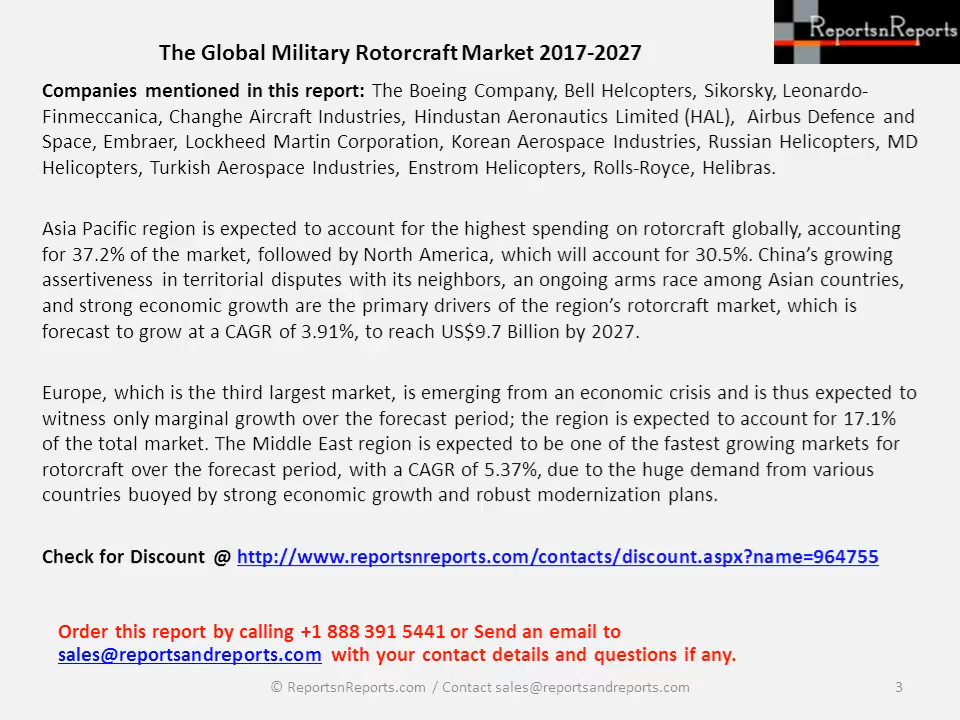 ReportsnReports
The Global Military Rotorcraft Market 2017-2027
Companies mentioned in this report: The Boeing Company, Bell Helcopters, Sikorsky, Leonardo-
Finmeccanica, Changhe Aircraft Industries, Hindustan Aeronautics Limited (HAL), Airbus Defence and
Space, Embraer, Lockheed Martin Corporation, Korean Aerospace Industries, Russian Helicopters, MD
Helicopters, Turkish Aerospace Industries, Enstrom Helicopters, Rolls-Royce, Helibras.
Asia Pacific region is expected to account for the highest spending on rotorcraft globally, accounting
for 37.2% of the market, followed by North America, which will account for 30.5%. China’s growing
assertiveness in territorial disputes with its neighbors, an ongoing arms race among Asian countries,
and strong economic growth are the primary drivers of the region’s rotorcraft market, which is
forecast to grow at a CAGR of 3.91%, to reach US$9.7 Billion by 2027.
Europe, which is the third largest market, is emerging from an economic crisis and is thus expected to
witness only marginal growth over the forecast period; the region is expected to account for 17.1%
of the total market. The Middle East region is expected to be one of the fastest growing markets for
rotorcraft over the forecast period, with a CAGR of 5.37%, due to the huge demand from various
countries buoyed by strong economic growth and robust modernization plans.
Check for Discount @ http://www.reportsnreports.com/contacts/discount.aspx?name=964755
Order this report by calling +1 888 391 5441 or Send an email to
sales@reportsandreports.com with your contact details and questions if any.
© ReportsnReports.com / Contact sales@reportsandreports.com
3